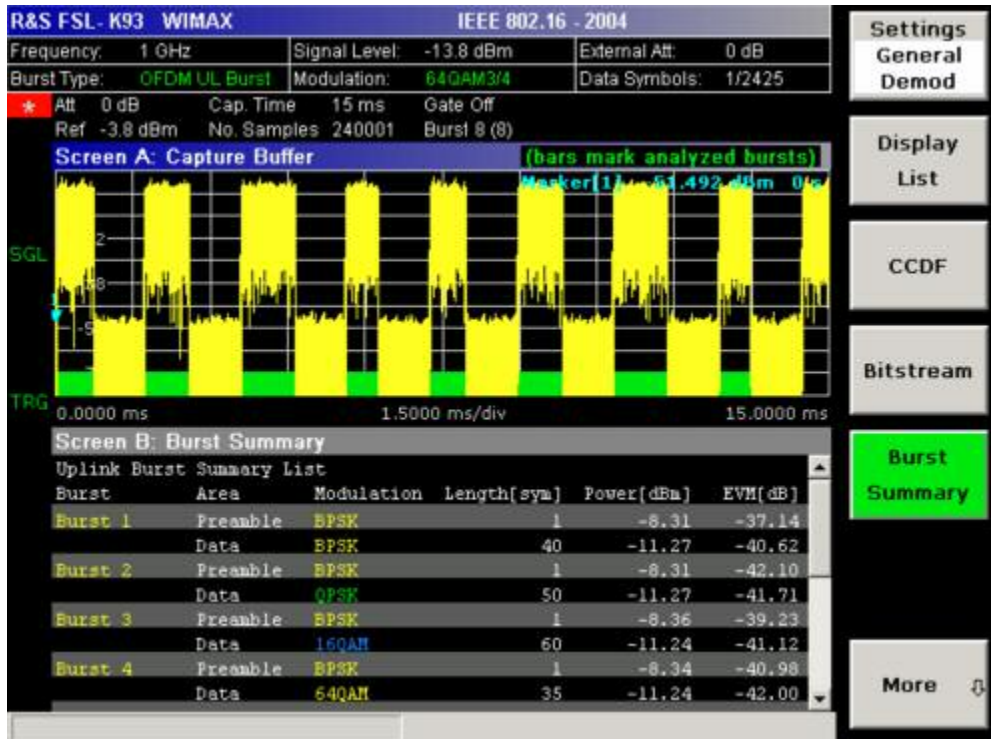 R&S FSL-K93 WIMAX IEEE 802.16 - 2004
Frequency: 1 GHz Signal Level: -13.8 dBm External Att: 0 dB
Burst Type: OFDM UL Burst Modulation: 64QAM3/4 Data Symbols: 1/2425
* Att 0 dB Cap. Time 15 ms Gate Off
Ref -3.8 dBm No. Samples 240001 Burst 8 (8)
Screen A: Capture Buffer (bars mark analyzed bursts)
Marker[1] -51.492 dBm 0 s
SGL
TRG
0.0000 ms 1.5000 ms/div 15.0000 ms
Screen B: Burst Summary
Uplink Burst Summary List
Burst Area Modulation Length[sym] Power[dBm] EVM[dB]
Burst 1 Preamble BPSK 1 -8.31 -37.14
Data BPSK 40 -11.27 -40.62
Burst 2 Preamble BPSK 1 -8.31 -42.10
Data QPSK 50 -11.27 -41.71
Burst 3 Preamble BPSK 1 -8.36 -39.23
Data 16QAM 60 -11.24 -41.12
Burst 4 Preamble BPSK 1 -8.34 -40.98
Data 64QAM 35 -11.24 -42.00
Settings
General
Demod
Display
List
CCDF
Bitstream
Burst
Summary
More